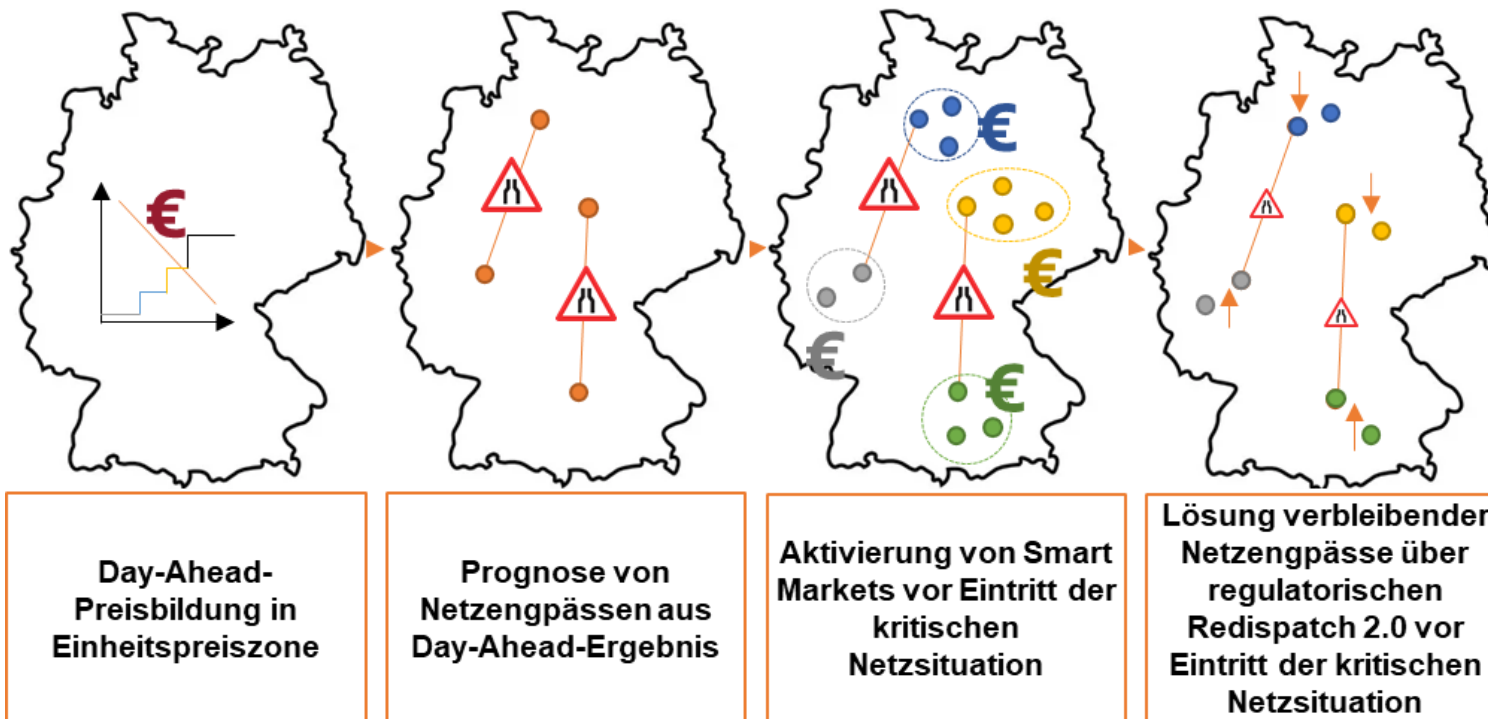 €
€
€
€
€
Day-Ahead-
Preisbildung in
Einheitspreiszone
Prognose von
Netzengpässen aus
Day-Ahead-Ergebnis
Aktivierung von Smart
Markets vor Eintritt der
kritischen
Netzsituation
Lösung verbleibender
Netzengpässe über
regulatorischen
Redispatch 2.0 vor
Eintritt der kritischen
Netzsituation